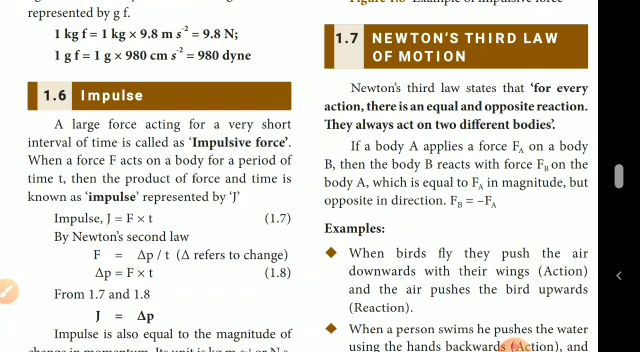 represented by g f.
1 kg f = 1 kg × 9.8 m s⁻² = 9.8 N;
1 g f = 1 g × 980 cm s⁻² = 980 dyne
1.6 Impulse
A large force acting for a very short
interval of time is called as ‘Impulsive force’.
When a force F acts on a body for a period of
time t, then the product of force and time is
known as ‘impulse’ represented by ‘J’
Impulse, J = F × t (1.7)
By Newton’s second law
F = Δp / t (Δ refers to change)
Δp = F × t (1.8)
From 1.7 and 1.8
J = Δp
Impulse is also equal to the magnitude of
1.7 NEWTON’S THIRD LAW
OF MOTION
Newton’s third law states that ‘for every
action, there is an equal and opposite reaction.
They always act on two different bodies’.
If a body A applies a force F_A on a body
B, then the body B reacts with force F_B on the
body A, which is equal to F_A in magnitude, but
opposite in direction. F_B = −F_A
Examples:
◆ When birds fly they push the air
downwards with their wings (Action)
and the air pushes the bird upwards
(Reaction).
◆ When a person swims he pushes the water
using the hands backwards (Action), and